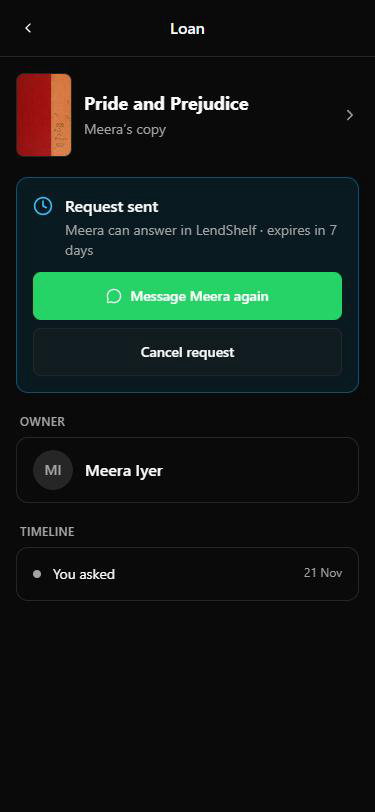 Loan
Pride and Prejudice
Meera's copy
Request sent
Meera can answer in LendShelf · expires in 7
days
Message Meera again
Cancel request
OWNER
MI
Meera Iyer
TIMELINE
You asked
21 Nov